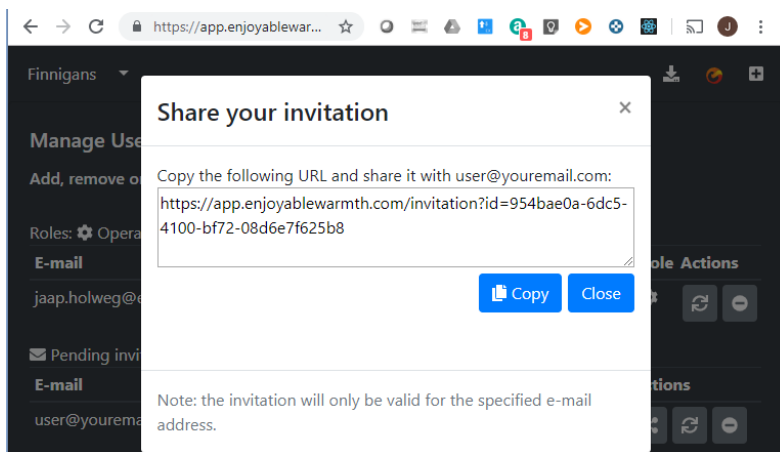 https://app.enjoyablewar...
8
J
Finnigans
Share your invitation
×
Manage Use
Add, remove o
Copy the following URL and share it with user@youremail.com:
https://app.enjoyablewarmth.com/invitation?id=954bae0a-6dc5-
4100-bf72-08d6e7f625b8
Roles: Opera
E-mail
ole Actions
Copy Close
jaap.holweg@e
Pending invi
E-mail
tions
Note: the invitation will only be valid for the specified e-mail
address.
user@yourema